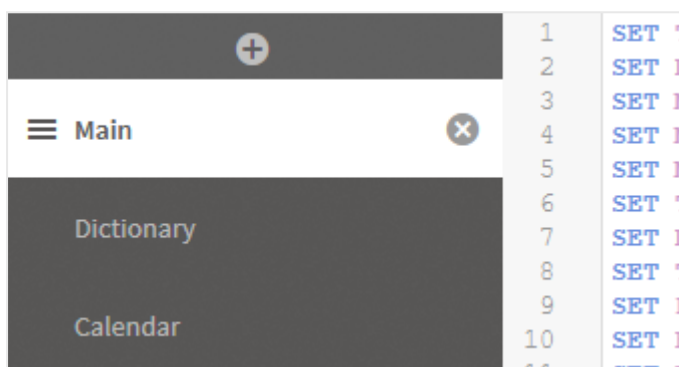 Main
Dictionary
Calendar
1 SET
2 SET
3 SET
4 SET
5 SET
6 SET
7 SET
8 SET
9 SET
10 SET